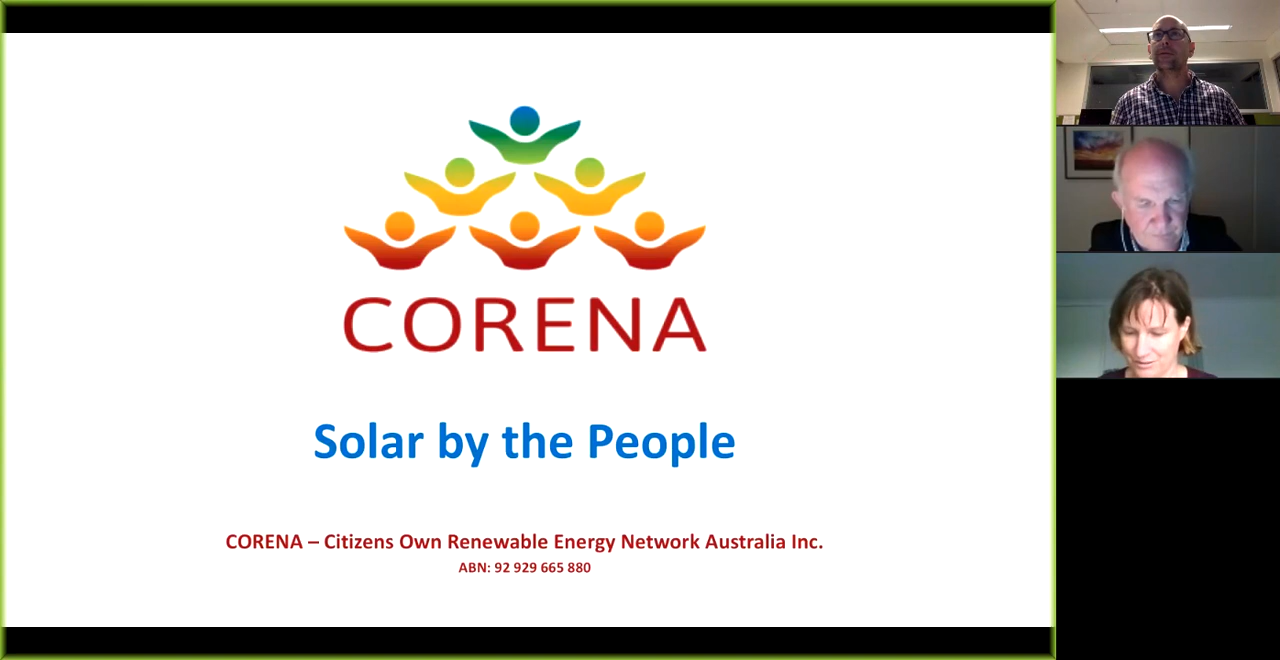 CORENA
Solar by the People
CORENA – Citizens Own Renewable Energy Network Australia Inc.
ABN: 92 929 665 880